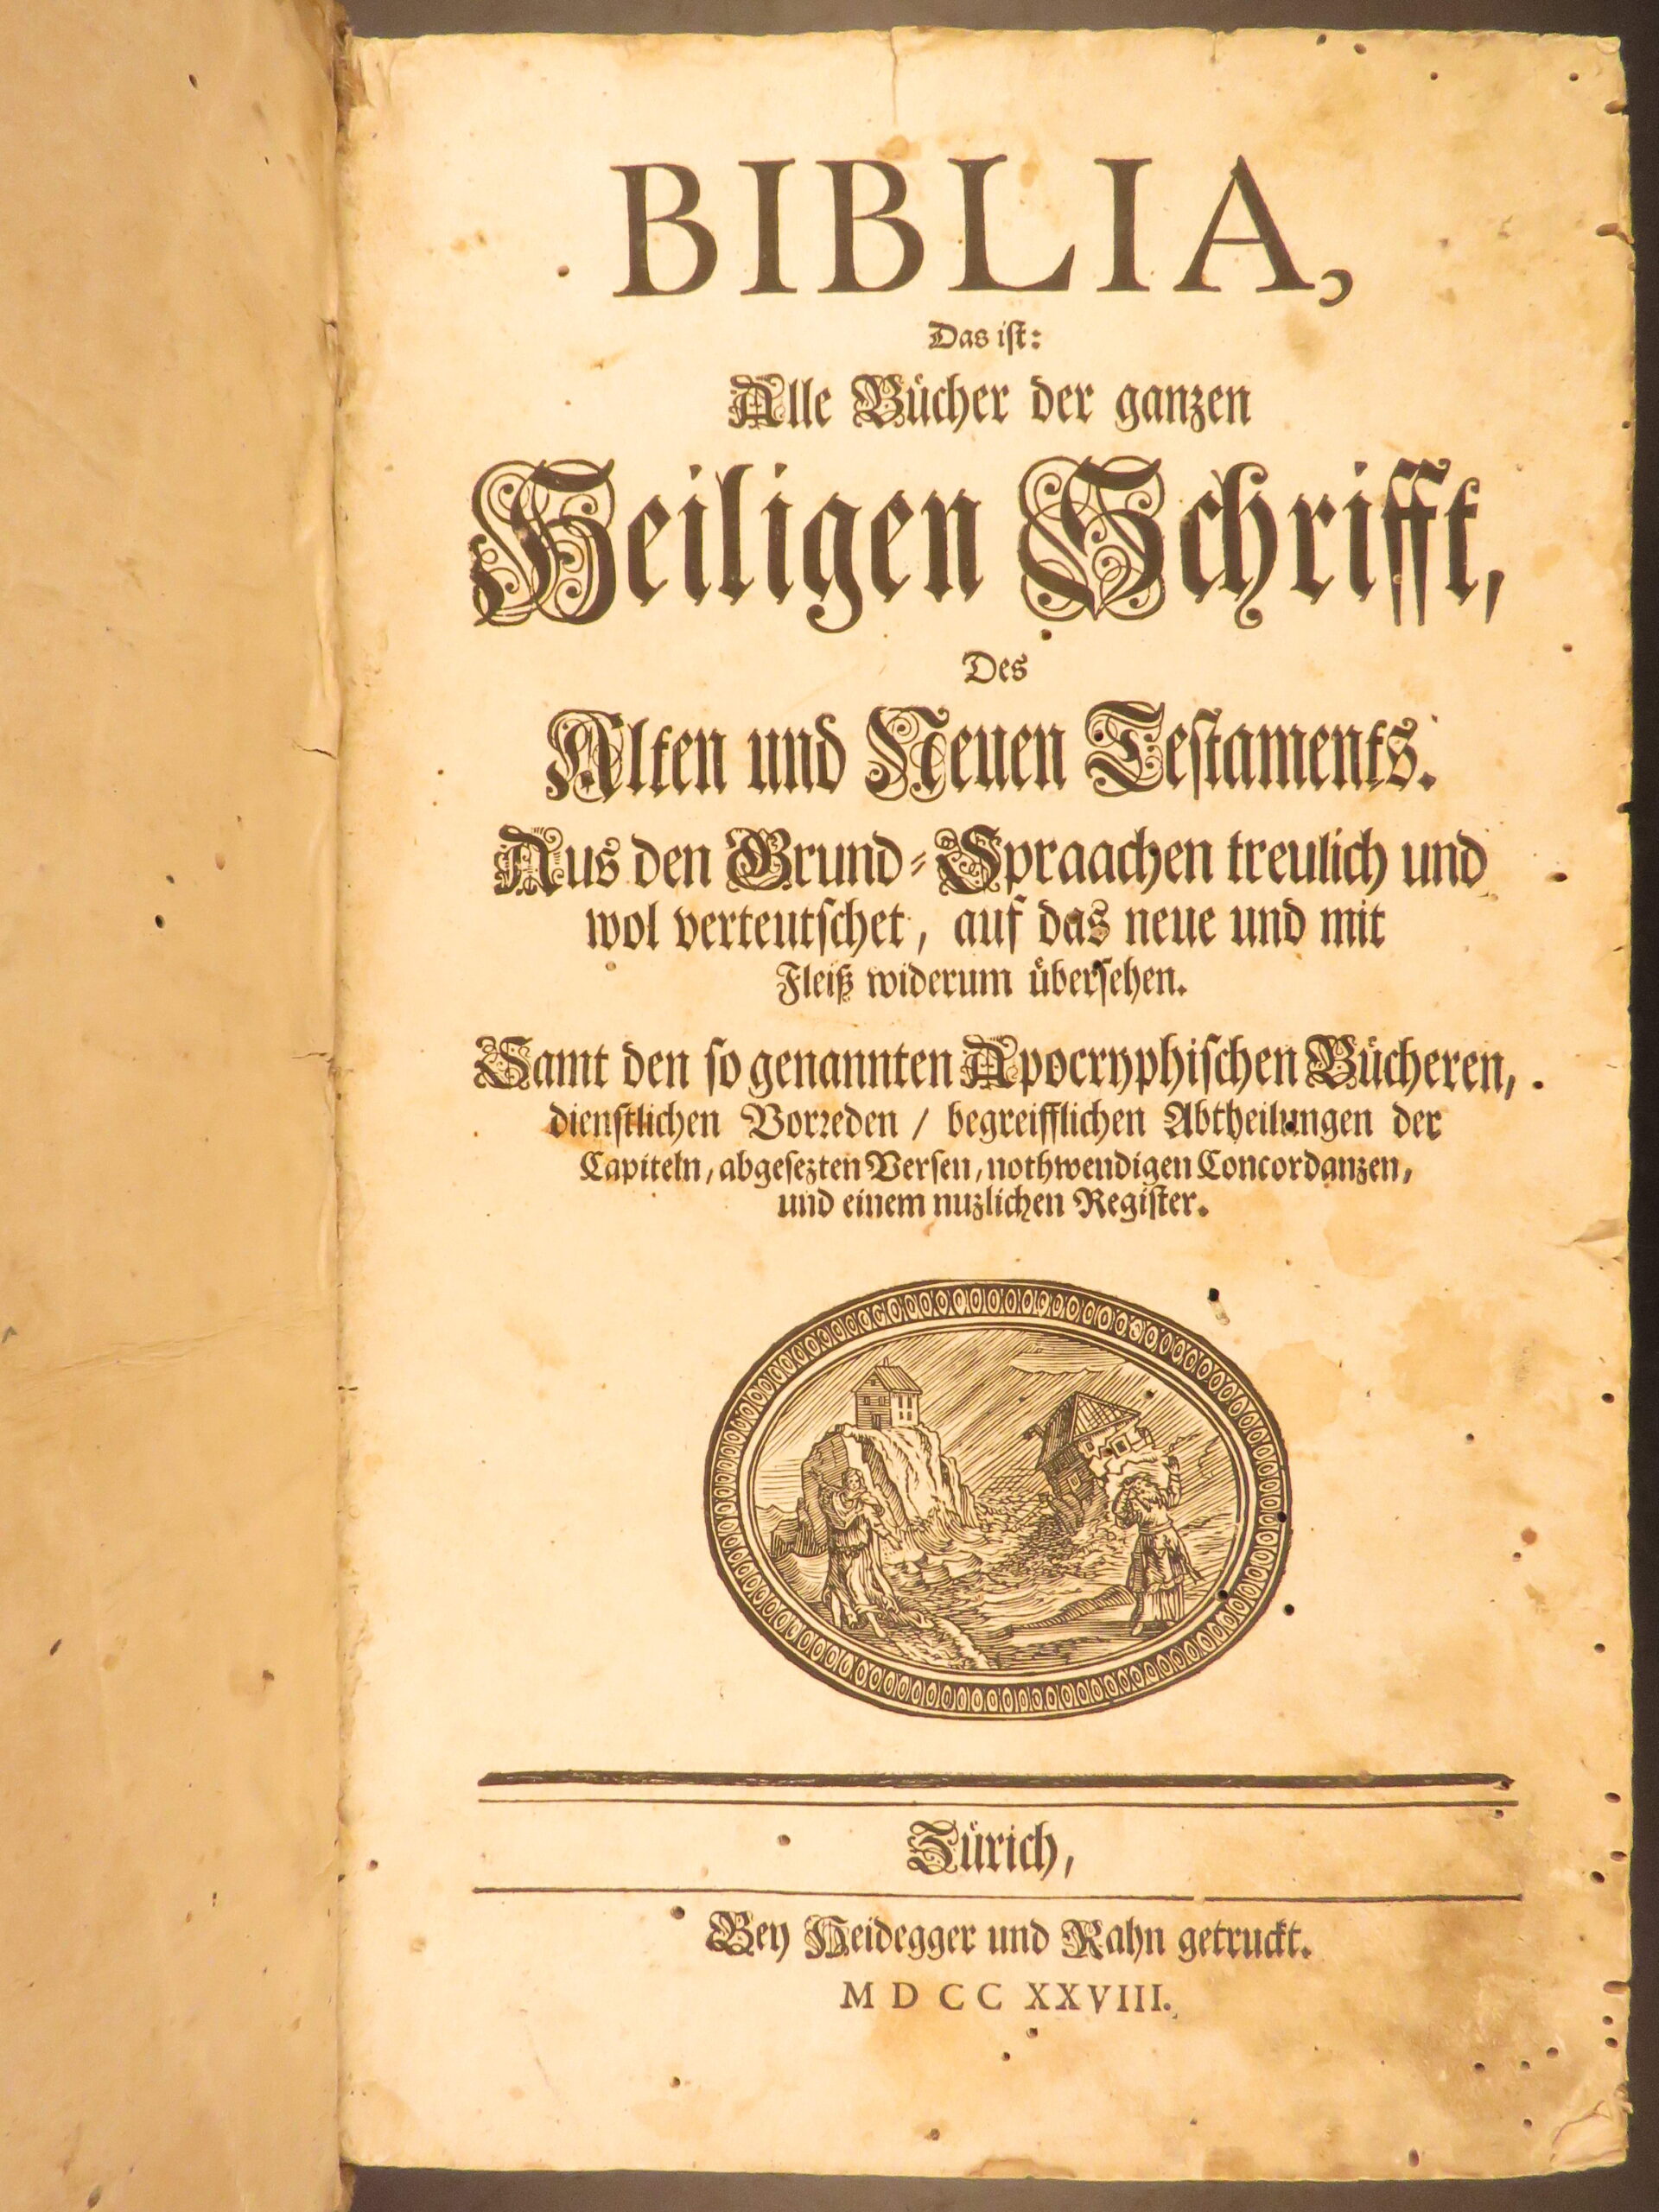 BIBLIA,
Das iſt:
Alle Bücher der ganzen
Heiligen Schrifft,
Des
Alten und Neuen Teſtaments.
Aus den Grund-Spraachen treulich und
wol verteutſchet, auf das neue und mit
Fleiß widerum überſehen.
Samt den ſo genannten Apocryphiſchen Bücheren,
dienſtlichen Vorreden / begreifflichen Abtheilungen der
Capiteln, abgeſezten Verſen, nothwendigen Concordanzen,
und einem nuzlichen Regiſter.
Zürich,
Bey Heidegger und Rahn getruckt.
M D C C XXVIII.